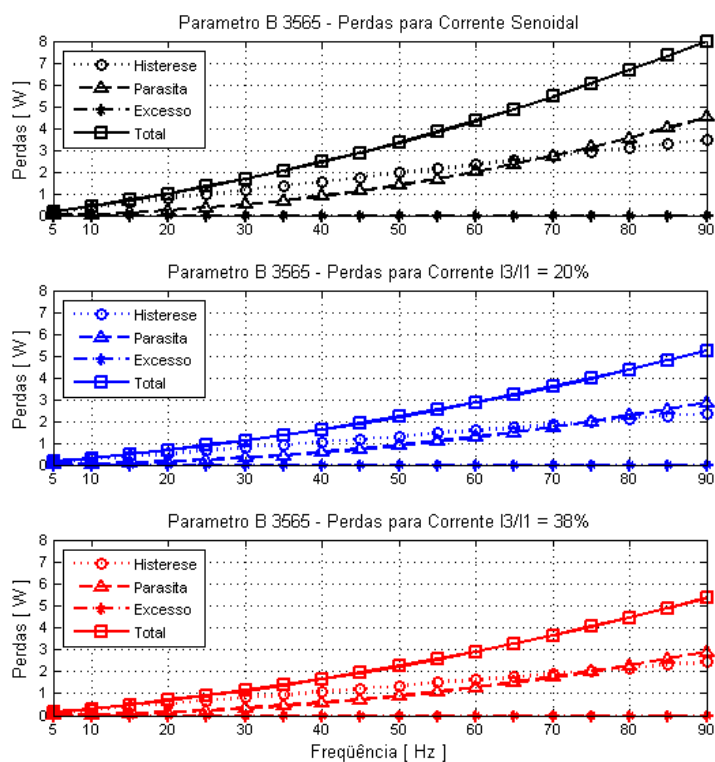 Parametro B 3565 - Perdas para Corrente Senoidal
Perdas [ W ]
8
7
6
5
4
3
2
1
0
Histerese
Parasita
Excesso
Total
5 10 20 30 40 50 60 70 80 90
Parametro B 3565 - Perdas para Corrente I3/I1 = 20%
Perdas [ W ]
8
7
6
5
4
3
2
1
0
Histerese
Parasita
Excesso
Total
5 10 20 30 40 50 60 70 80 90
Parametro B 3565 - Perdas para Corrente I3/I1 = 38%
Perdas [ W ]
8
7
6
5
4
3
2
1
0
Histerese
Parasita
Excesso
Total
5 10 20 30 40 50 60 70 80 90
Freqüência [ Hz ]